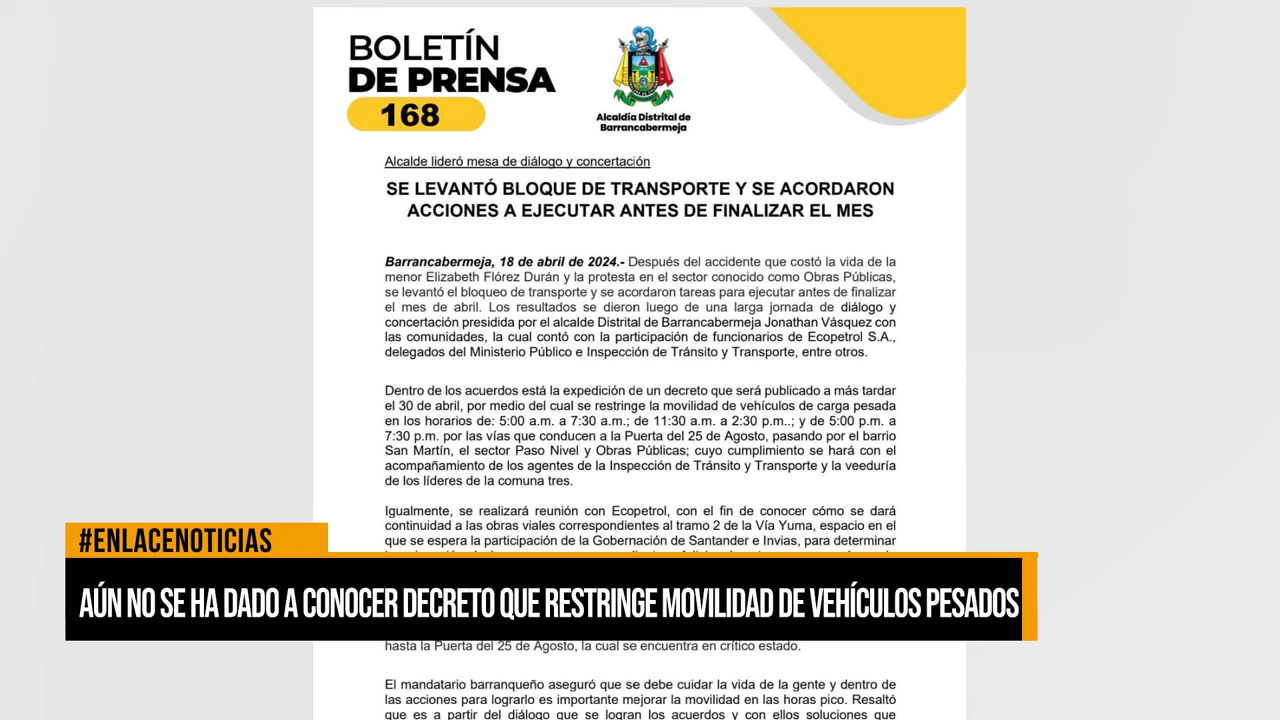 BOLETÍN
DE PRENSA
168
Alcaldía Distrital de
Barrancabermeja
Alcalde lideró mesa de diálogo y concertación
SE LEVANTÓ BLOQUE DE TRANSPORTE Y SE ACORDARON
ACCIONES A EJECUTAR ANTES DE FINALIZAR EL MES
Barrancabermeja, 18 de abril de 2024.- Después del accidente que costó la vida de la
menor Elizabeth Flórez Durán y la protesta en el sector conocido como Obras Públicas,
se levantó el bloqueo de transporte y se acordaron tareas para ejecutar antes de finalizar
el mes de abril. Los resultados se dieron luego de una larga jornada de diálogo y
concertación presidida por el alcalde Distrital de Barrancabermeja Jonathan Vásquez con
las comunidades, la cual contó con la participación de funcionarios de Ecopetrol S.A.,
delegados del Ministerio Público e Inspección de Tránsito y Transporte, entre otros.
Dentro de los acuerdos está la expedición de un decreto que será publicado a más tardar
el 30 de abril, por medio del cual se restringe la movilidad de vehículos de carga pesada
en los horarios de: 5:00 a.m. a 7:30 a.m.; de 11:30 a.m. a 2:30 p.m..; y de 5:00 p.m. a
7:30 p.m. por las vías que conducen a la Puerta del 25 de Agosto, pasando por el barrio
San Martín, el sector Paso Nivel y Obras Públicas; cuyo cumplimiento se hará con el
acompañamiento de los agentes de la Inspección de Tránsito y Transporte y la veeduría
de los líderes de la comuna tres.
Igualmente, se realizará reunión con Ecopetrol, con el fin de conocer cómo se dará
continuidad a las obras viales correspondientes al tramo 2 de la Vía Yuma, espacio en el
que se espera la participación de la Gobernación de Santander e Invias, para determinar
#ENLACENOTICIAS
AÚN NO SE HA DADO A CONOCER DECRETO QUE RESTRINGE MOVILIDAD DE VEHÍCULOS PESADOS
hasta la Puerta del 25 de Agosto, la cual se encuentra en crítico estado.
El mandatario barranqueño aseguró que se debe cuidar la vida de la gente y dentro de
las acciones para lograrlo es importante mejorar la movilidad en las horas pico. Resaltó
que es a partir del diálogo que se logran los acuerdos y con ellos soluciones que